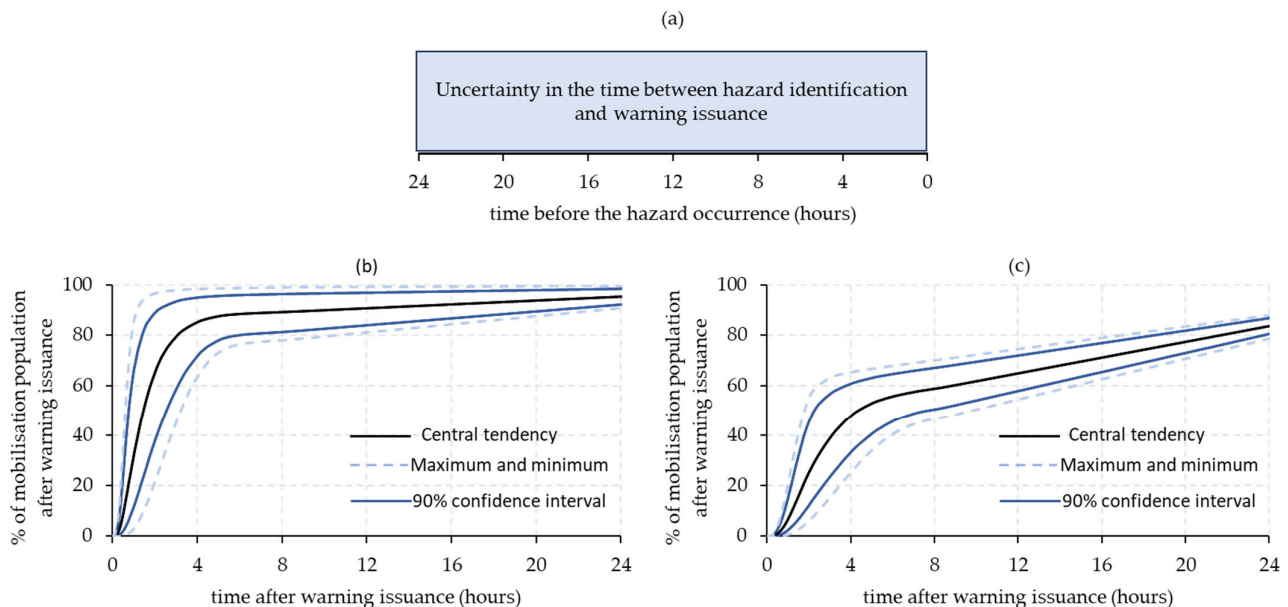 (a)
Uncertainty in the time between hazard identification
and warning issuance
24 20 16 12 8 4 0
time before the hazard occurrence (hours)
(b)
% of mobilisation population
after warning issuance
100
80
60
40
20
0
Central tendency
Maximum and minimum
90% confidence interval
0 4 8 12 16 20 24
time after warning issuance (hours)
(c)
% of mobilisation population
after warning issuance
100
80
60
40
20
0
Central tendency
Maximum and minimum
90% confidence interval
0 4 8 12 16 20 24
time after warning issuance (hours)